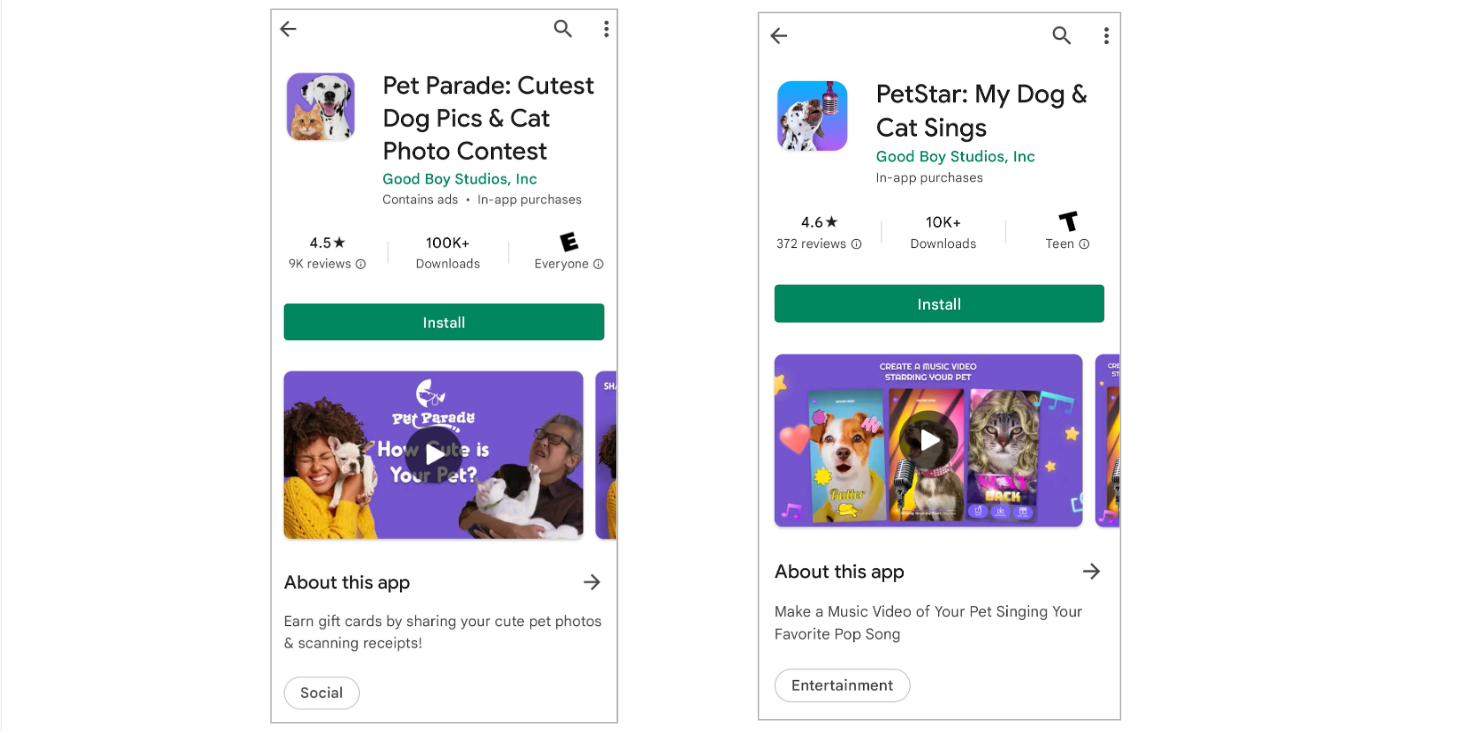 Pet Parade: Cutest
Dog Pics & Cat
Photo Contest
Good Boy Studios, Inc
Contains ads • In-app purchases
4.5★
9K reviews
100K+
Downloads
E
Everyone
Install
Pet Parade
How Cute is
Your Pet?
SH
About this app
Earn gift cards by sharing your cute pet photos
& scanning receipts!
Social
PetStar: My Dog &
Cat Sings
Good Boy Studios, Inc
In-app purchases
4.6★
372 reviews
10K+
Downloads
T
Teen
Install
CREATE A MUSIC VIDEO
STARRING YOUR PET
Butter
BACK
About this app
Make a Music Video of Your Pet Singing Your
Favorite Pop Song
Entertainment